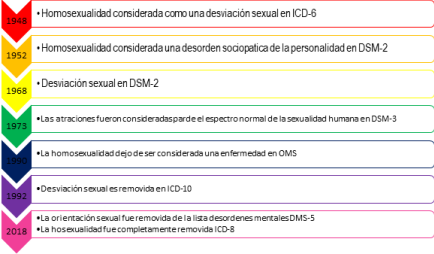 1948
•Homosexualidad considerada como una desviación sexual en ICD-6
1952
•Homosexualidad considerada una desorden sociopatica de la personalidad en DSM-2
1968
•Desviación sexual en DSM-2
1975
•Las atraciones fueron consideradas parde el espectro normal de la sexualidad humana en DSM-3
1990
•La homosexualidad dejo de ser considerada una enfermedad en OMS
1992
•Desviación sexual es removida en ICD-10
2018
•La orientación sexual fue removida de la lista desordenes mentales DMS-5
•La hosexualidad fue completamente removida ICD-8